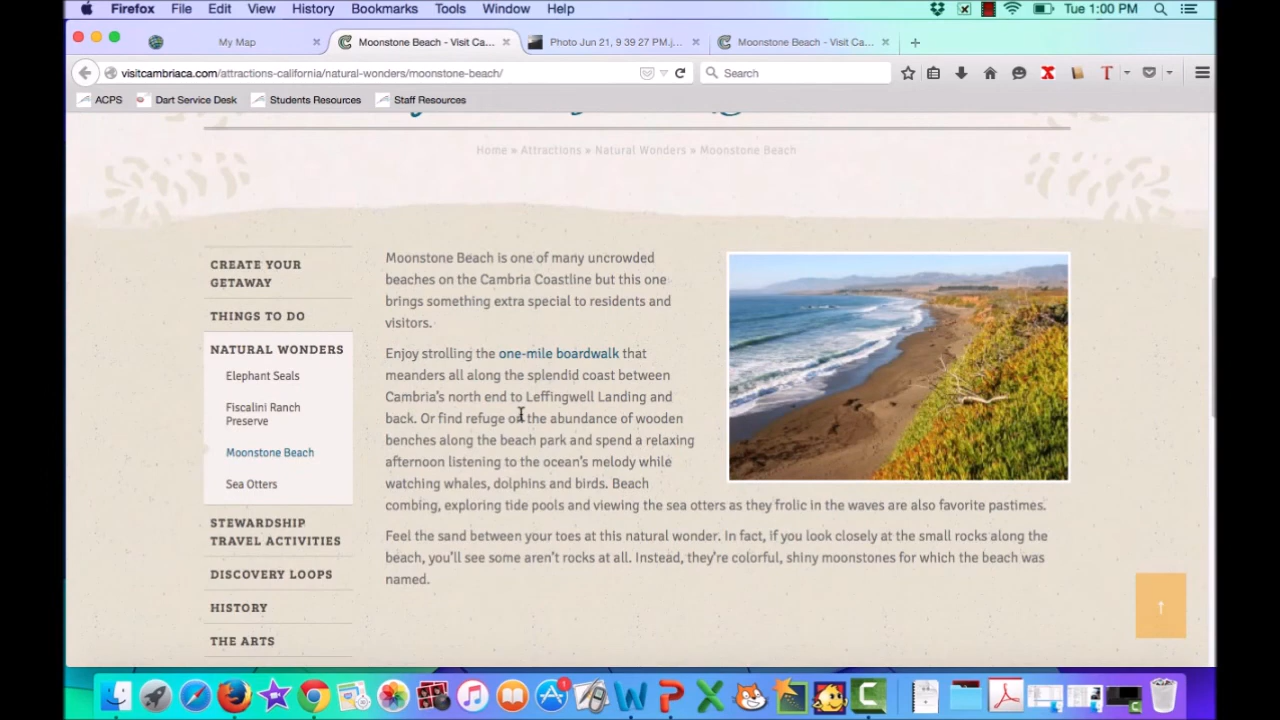 Firefox File Edit View History Bookmarks Tools Window Help Tue 1:00 PM
My Map Moonstone Beach - Visit Ca... Photo Jun 21, 9 39 27 PM.j... Moonstone Beach - Visit Ca...
visitcambriaca.com/attractions-california/natural-wonders/moonstone-beach/ Search
ACPS Dart Service Desk Students Resources Staff Resources
Home » Attractions » Natural Wonders » Moonstone Beach
CREATE YOUR
GETAWAY
THINGS TO DO
NATURAL WONDERS
Elephant Seals
Fiscalini Ranch
Preserve
Moonstone Beach
Sea Otters
STEWARDSHIP
TRAVEL ACTIVITIES
DISCOVERY LOOPS
HISTORY
THE ARTS
Moonstone Beach is one of many uncrowded
beaches on the Cambria Coastline but this one
brings something extra special to residents and
visitors.
Enjoy strolling the one-mile boardwalk that
meanders all along the splendid coast between
Cambria's north end to Leffingwell Landing and
back. Or find refuge on the abundance of wooden
benches along the beach park and spend a relaxing
afternoon listening to the ocean's melody while
watching whales, dolphins and birds. Beach
combing, exploring tide pools and viewing the sea otters as they frolic in the waves are also favorite pastimes.
Feel the sand between your toes at this natural wonder. In fact, if you look closely at the small rocks along the
beach, you'll see some aren't rocks at all. Instead, they're colorful, shiny moonstones for which the beach was
named.